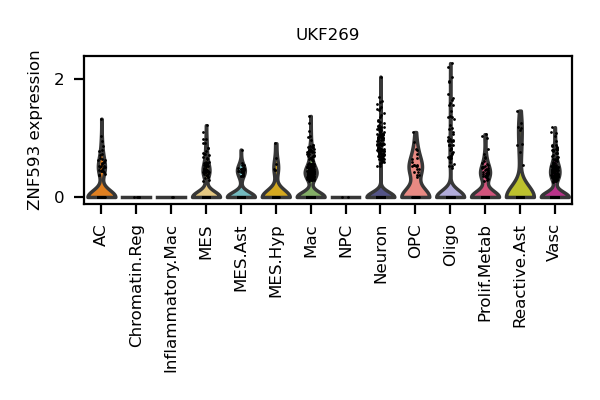 UKF269
ZNF593 expression
2
0
AC
Chromatin.Reg
Inflammatory.Mac
MES
MES.Ast
MES.Hyp
Mac
NPC
Neuron
OPC
Oligo
Prolif.Metab
Reactive.Ast
Vasc